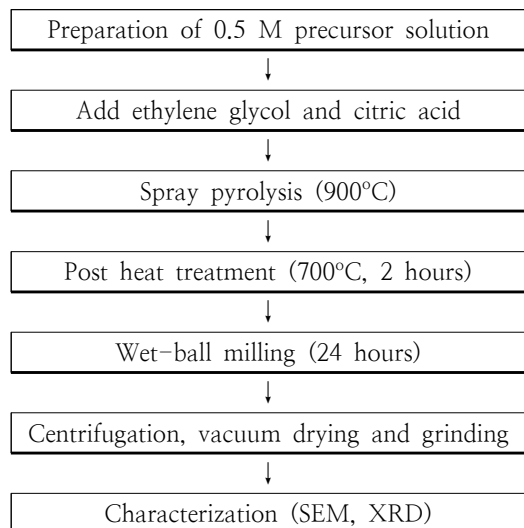 Preparation of 0.5 M precursor solution
Add ethylene glycol and citric acid
Spray pyrolysis (900°C)
Post heat treatment (700°C, 2 hours)
Wet-ball milling (24 hours)
Centrifugation, vacuum drying and grinding
Characterization (SEM, XRD)